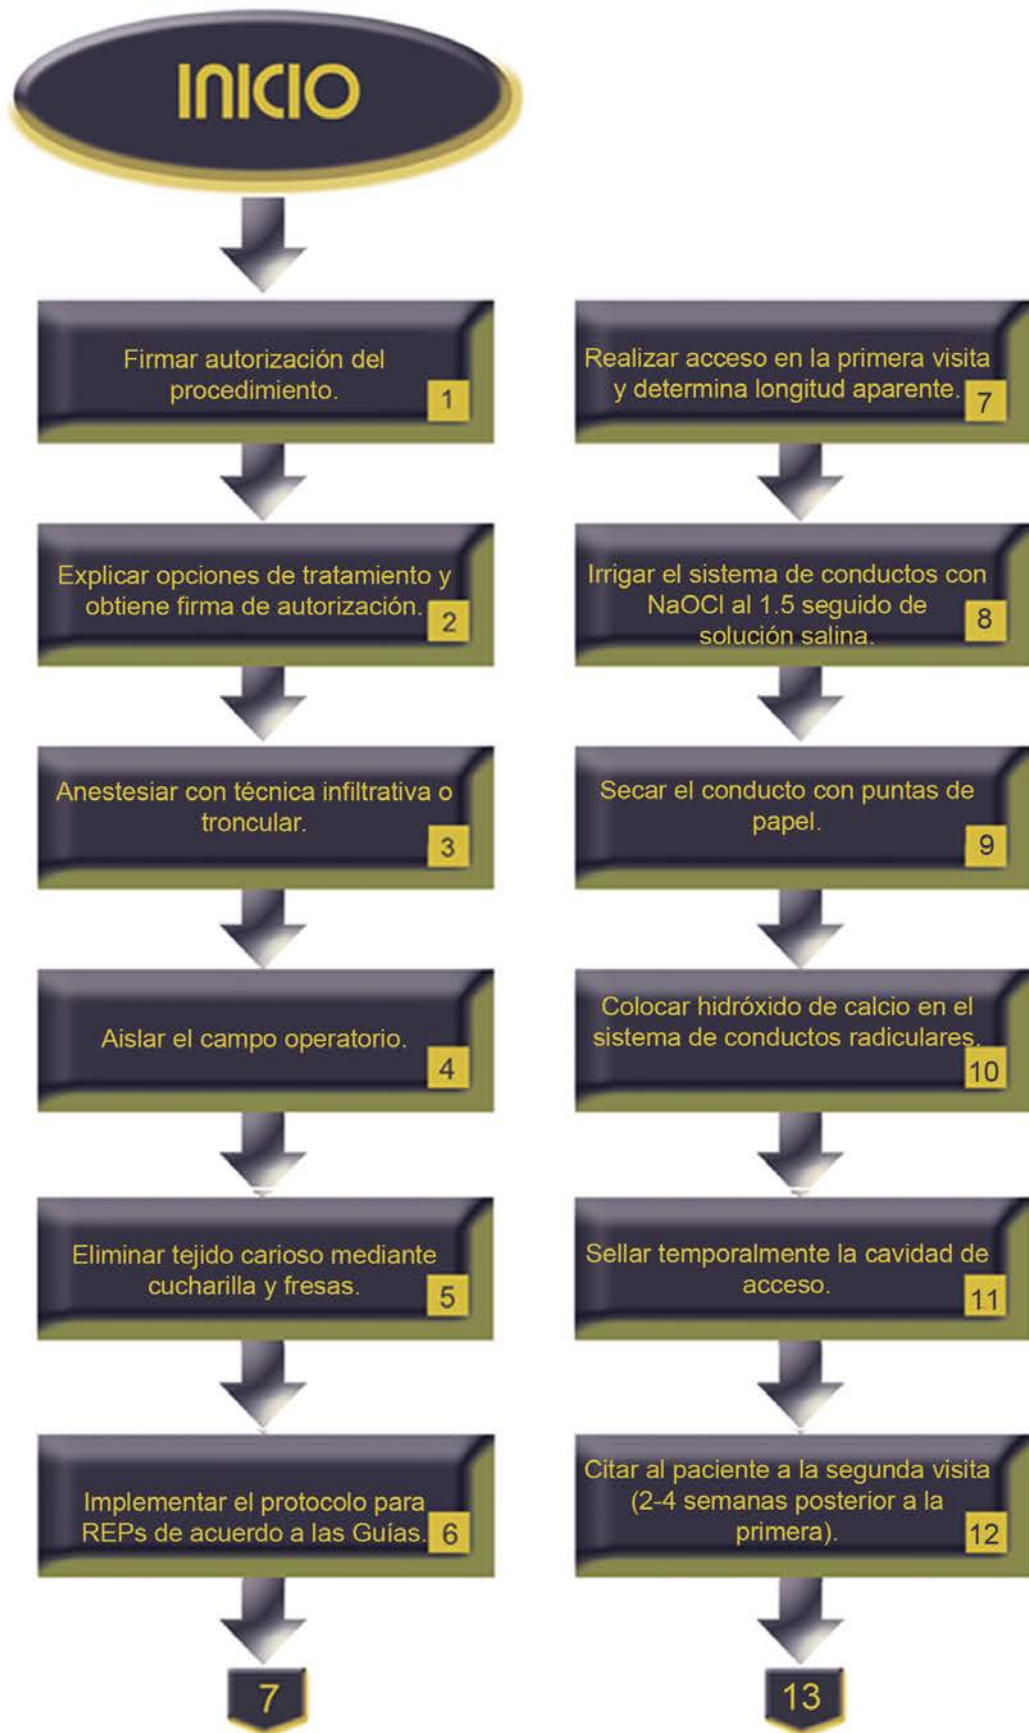 INICIO
Firmar autorización del
procedimiento.
1
Explicar opciones de tratamiento y
obtiene firma de autorización.
2
Anestesiar con técnica infiltrativa o
troncular.
3
Aislar el campo operatorio.
4
Eliminar tejido carioso mediante
cucharilla y fresas.
5
Implementar el protocolo para
REPs de acuerdo a las Guías.
6
7
Realizar acceso en la primera visita
y determina longitud aparente.
7
Irrigar el sistema de conductos con
NaOCl al 1.5 seguido de
solución salina.
8
Secar el conducto con puntas de
papel.
9
Colocar hidróxido de calcio en el
sistema de conductos radiculares.
10
Sellar temporalmente la cavidad de
acceso.
11
Citar al paciente a la segunda visita
(2-4 semanas posterior a la
primera).
12
13